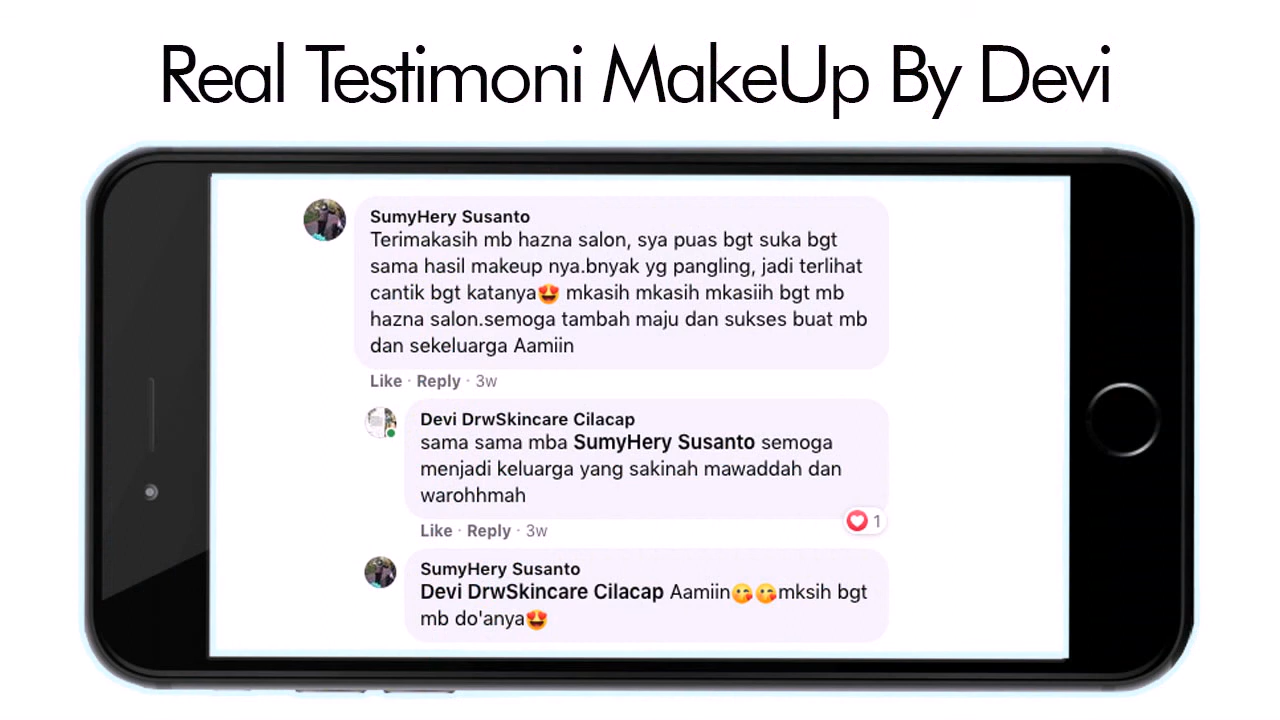 Real Testimoni MakeUp By Devi
SumyHery Susanto
Terimakasih mb hazna salon, sya puas bgt suka bgt
sama hasil makeup nya.bnyak yg pangling, jadi terlihat
cantik bgt katanya😍 mkasih mkasih mkasiih bgt mb
hazna salon.semoga tambah maju dan sukses buat mb
dan sekeluarga Aamiin
Like · Reply · 3w
Devi DrwSkincare Cilacap
sama sama mba SumyHery Susanto semoga
menjadi keluarga yang sakinah mawaddah dan
warohhmah
1
Like · Reply · 3w
SumyHery Susanto
Devi DrwSkincare Cilacap Aamiin😋😋mksih bgt
mb do'anya😍